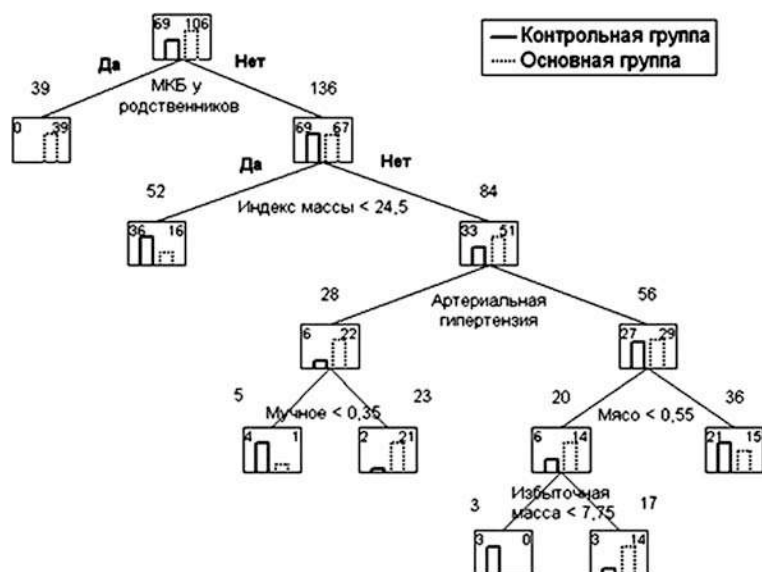 69 106
Контрольная группа
Основная группа
Да Нет
39 МКБ у 136
родственников
0 39
69 67
Да Нет
52 84
Индекс массы < 24,5
36 16
33 51
28 Артериальная 56
гипертензия
6 22
27 29
5 Мучное < 0,35 23
20 Мясо < 0,55 36
4 1
2 21
6 14
21 15
3 Избыточная 17
масса < 7,75
3 0
3 14